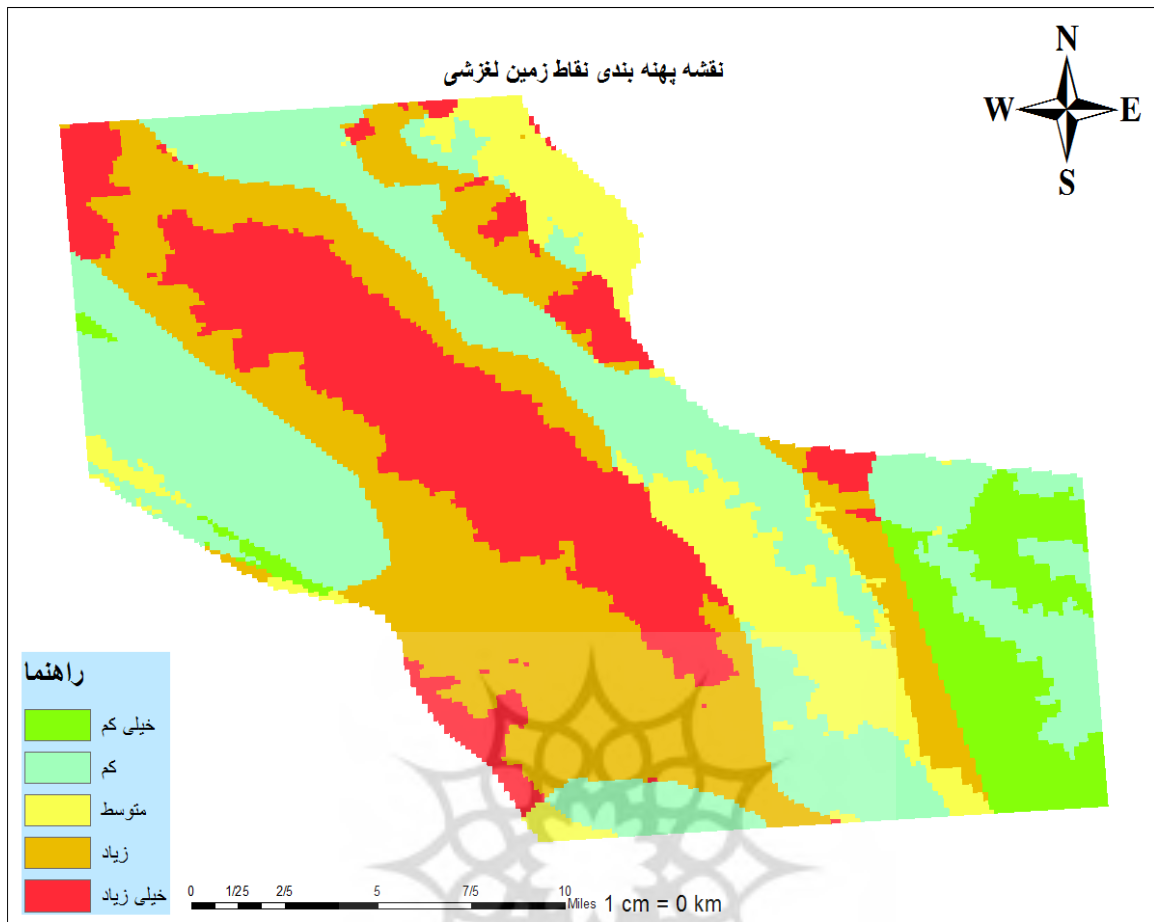 نقشه پهنه بندی نقاط زمین لغزشی
N
W E
S
راهنما
خیلی کم
کم
متوسط
زیاد
خیلی زیاد
0 1/25 2/5 5 7/5 10 Miles
1 cm = 0 km